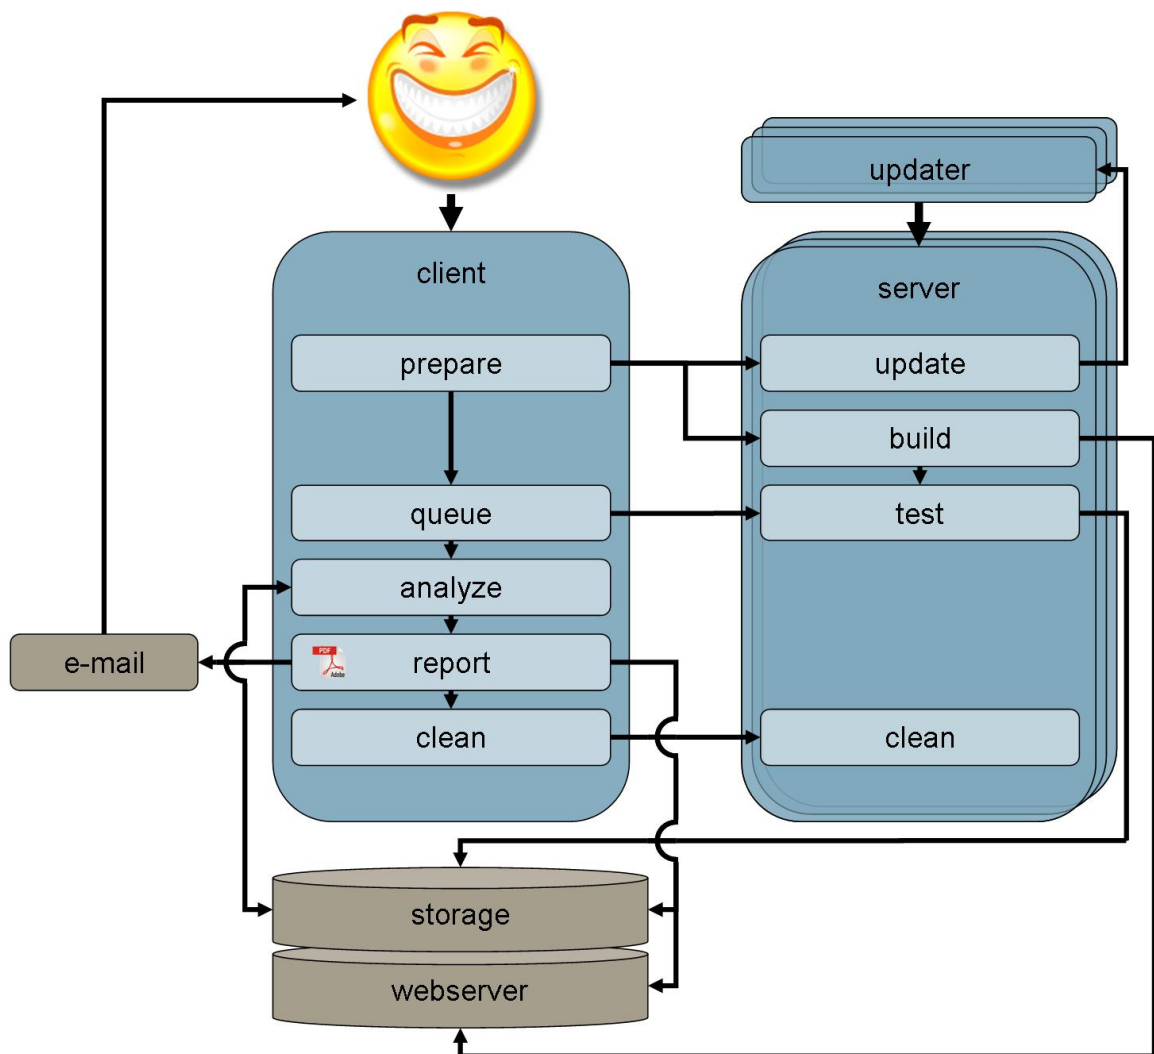 updater
client
server
prepare
update
build
queue
test
analyze
e-mail
PDF
report
Adobe
clean
clean
storage
webserver